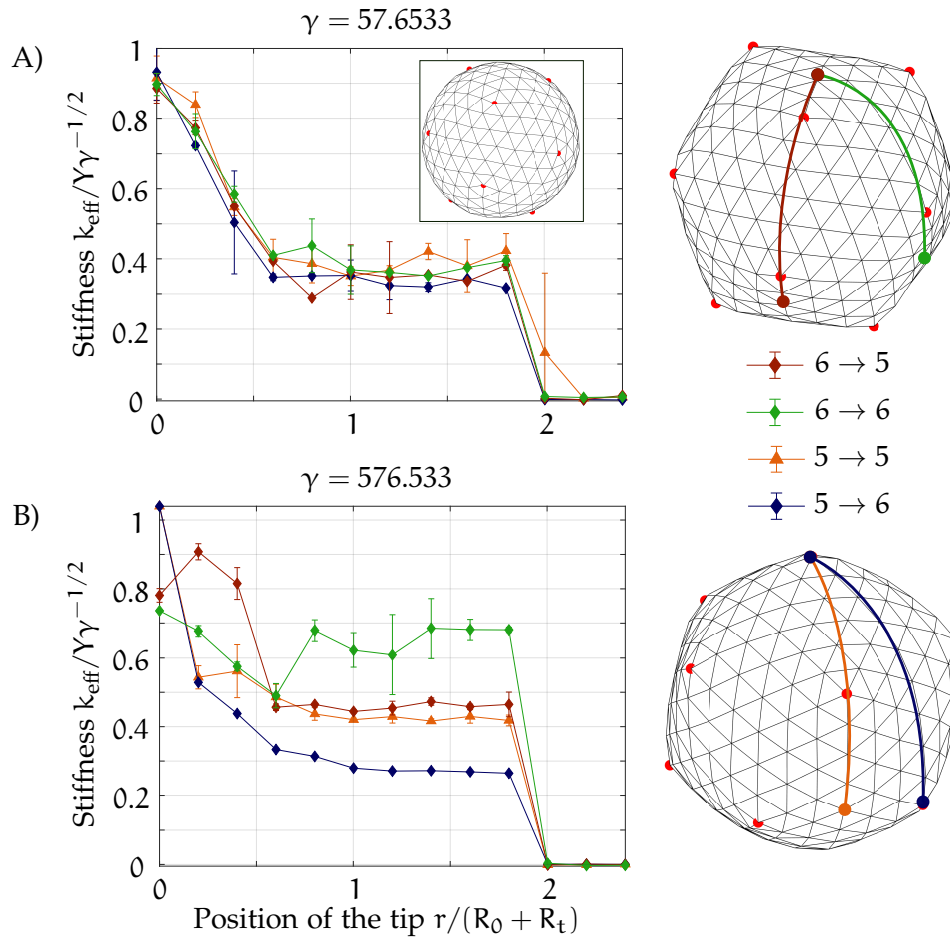 γ = 57.6533
A)
Stiffness k_eff/Yγ^−1/2
1
0.8
0.6
0.4
0.2
0
0
1
2
6 → 5
6 → 6
5 → 5
5 → 6
γ = 576.533
B)
Stiffness k_eff/Yγ^−1/2
1
0.8
0.6
0.4
0.2
0
0
1
2
Position of the tip r/(R_0 + R_t)